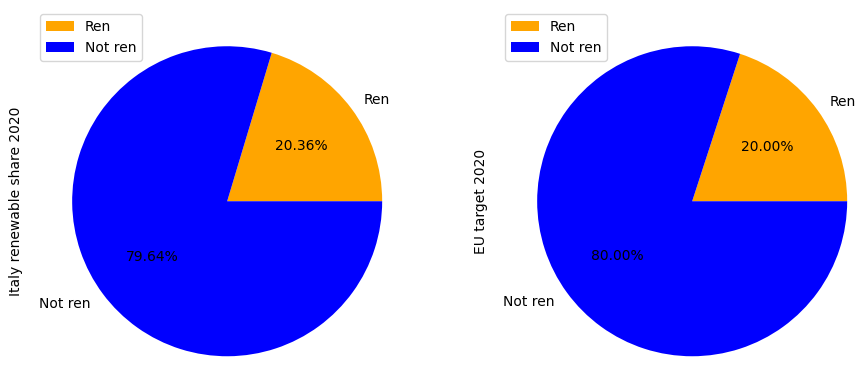 Ren
Not ren
Ren
20.36%
79.64%
Not ren
Italy renewable share 2020
Ren
Not ren
Ren
20.00%
80.00%
Not ren
EU target 2020